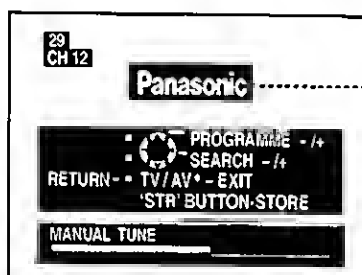 29
CH 12
Panasonic
PROGRAMME - /+
SEARCH - /+
RETURN - TV/AV* - EXIT
'STR' BUTTON-STORE
MANUAL TUNE